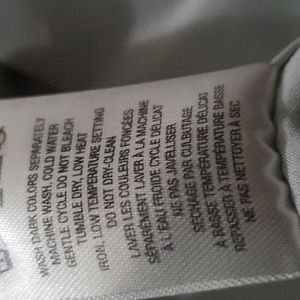 WASH DARK COLORS SEPARATELY
MACHINE WASH, COLD WATER
GENTLE CYCLE DO NOT BLEACH
TUMBLE DRY, LOW HEAT
IRON, LOW TEMPERATURE SETTING
DO NOT DRY-CLEAN
LAVER LES COULEURS FONCÉES
SÉPARÉMENT LAVER À LA MACHINE
À L'EAU FROIDE CYCLE DÉLICAT
NE PAS JAVELLISER
SÉCHER PAR CULBUTAGE
À BASSE TEMPÉRATURE DÉLICAT
REPASSER À TEMPÉRATURE BASSE
NE PAS NETTOYER À SEC